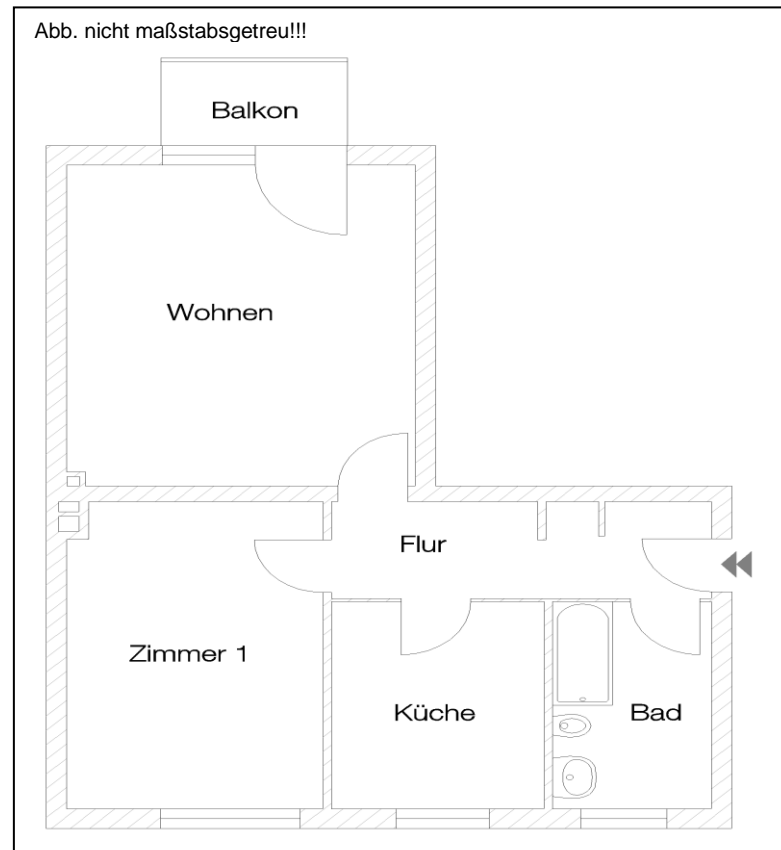 Abb. nicht maßstabsgetreu!!!
Balkon
Wohnen
Flur
Zimmer 1
Küche
Bad